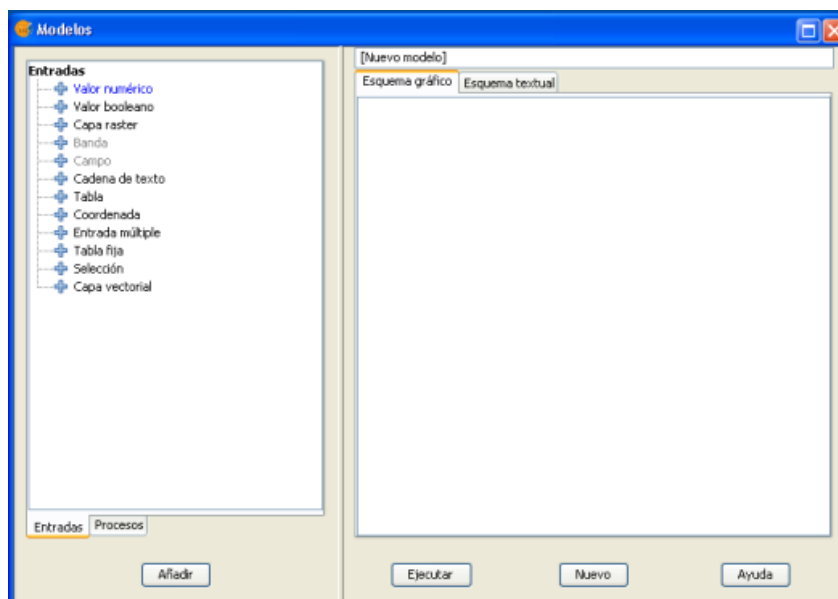 Modelos
Entradas
Valor numérico
Valor booleano
Capa raster
Banda
Campo
Cadena de texto
Tabla
Coordenada
Entrada múltiple
Tabla fija
Selección
Capa vectorial
Entradas Procesos
Añadir
[Nuevo modelo]
Esquema gráfico Esquema textual
Ejecutar Nuevo Ayuda